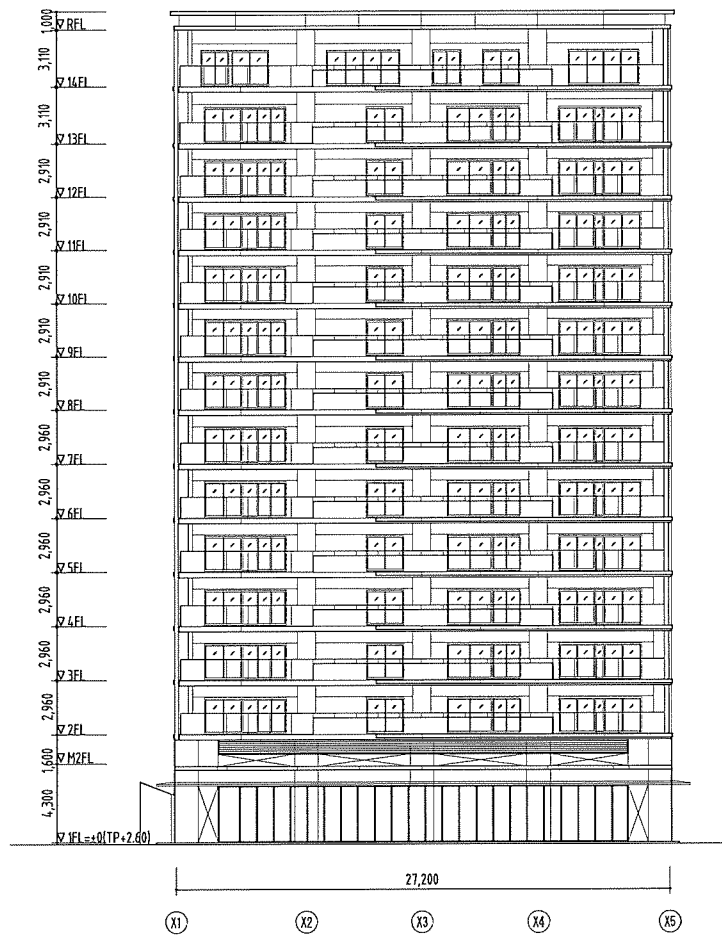 1,000
▽ RFL
3,110
▽ 14FL
3,110
▽ 13FL
2,910
▽ 12FL
2,910
▽ 11FL
2,910
▽ 10FL
2,910
▽ 9FL
2,910
▽ 8FL
2,960
▽ 7FL
2,960
▽ 6FL
2,960
▽ 5FL
2,960
▽ 4FL
2,960
▽ 3FL
2,960
▽ 2FL
1,600
▽ M2FL
4,300
▽ 1FL=±0(TP+2.60)
27,200
X1 X2 X3 X4 X5